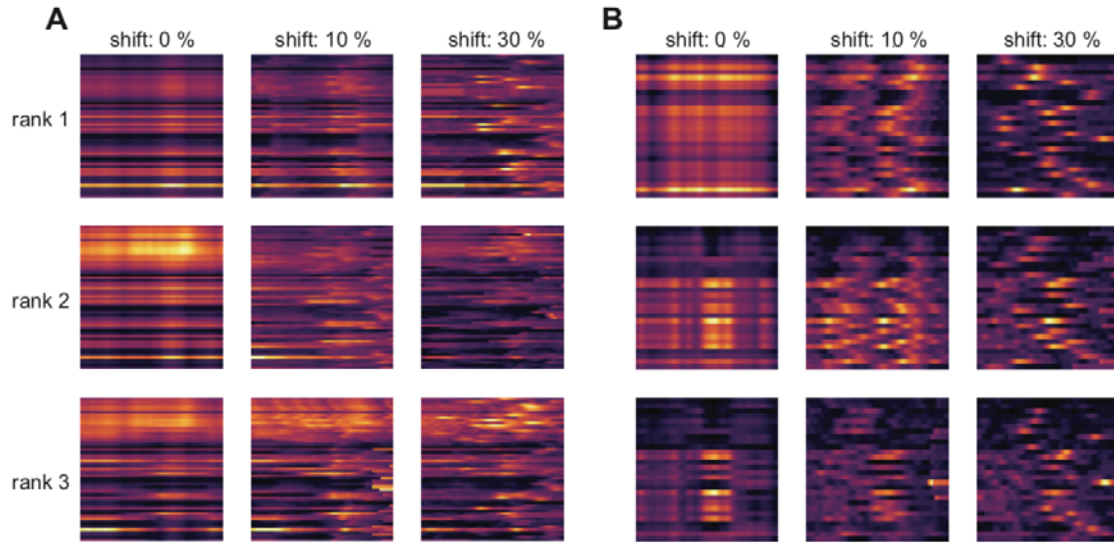 A
B
shift: 0 %
shift: 10 %
shift: 30 %
shift: 0 %
shift: 10 %
shift: 30 %
rank 1
rank 2
rank 3